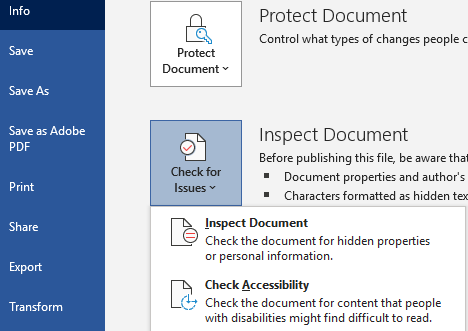 Info
Save
Save As
Save as Adobe
PDF
Print
Share
Export
Transform
Protect
Document
Protect Document
Control what types of changes people c
Check for
Issues
Inspect Document
Before publishing this file, be aware that
Document properties and author's
Characters formatted as hidden tex
Inspect Document
Check the document for hidden properties
or personal information.
Check Accessibility
Check the document for content that people
with disabilities might find difficult to read.